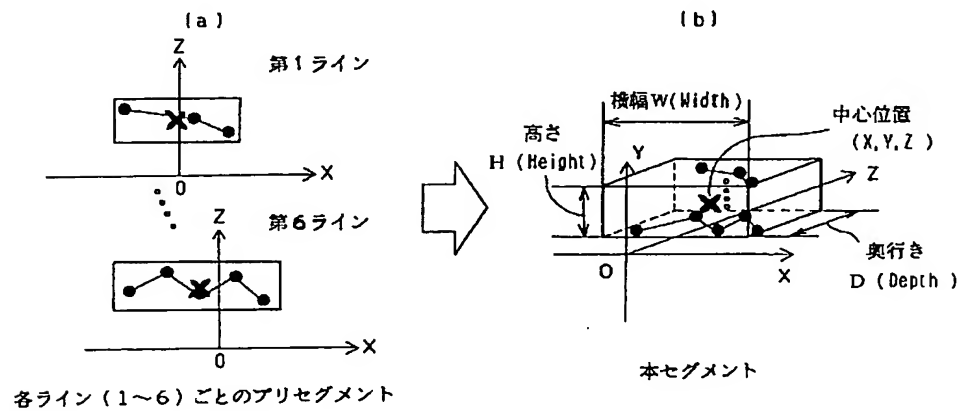 (a)
Z
第1ライン
X
O
Z
第6ライン
X
O
各ライン(1～6)ごとのプリセグメント
(b)
横幅W(Width)
中心位置
(X,Y,Z)
高さ
H(Height)
Y
Z
O
X
奥行き
D(Depth)
本セグメント